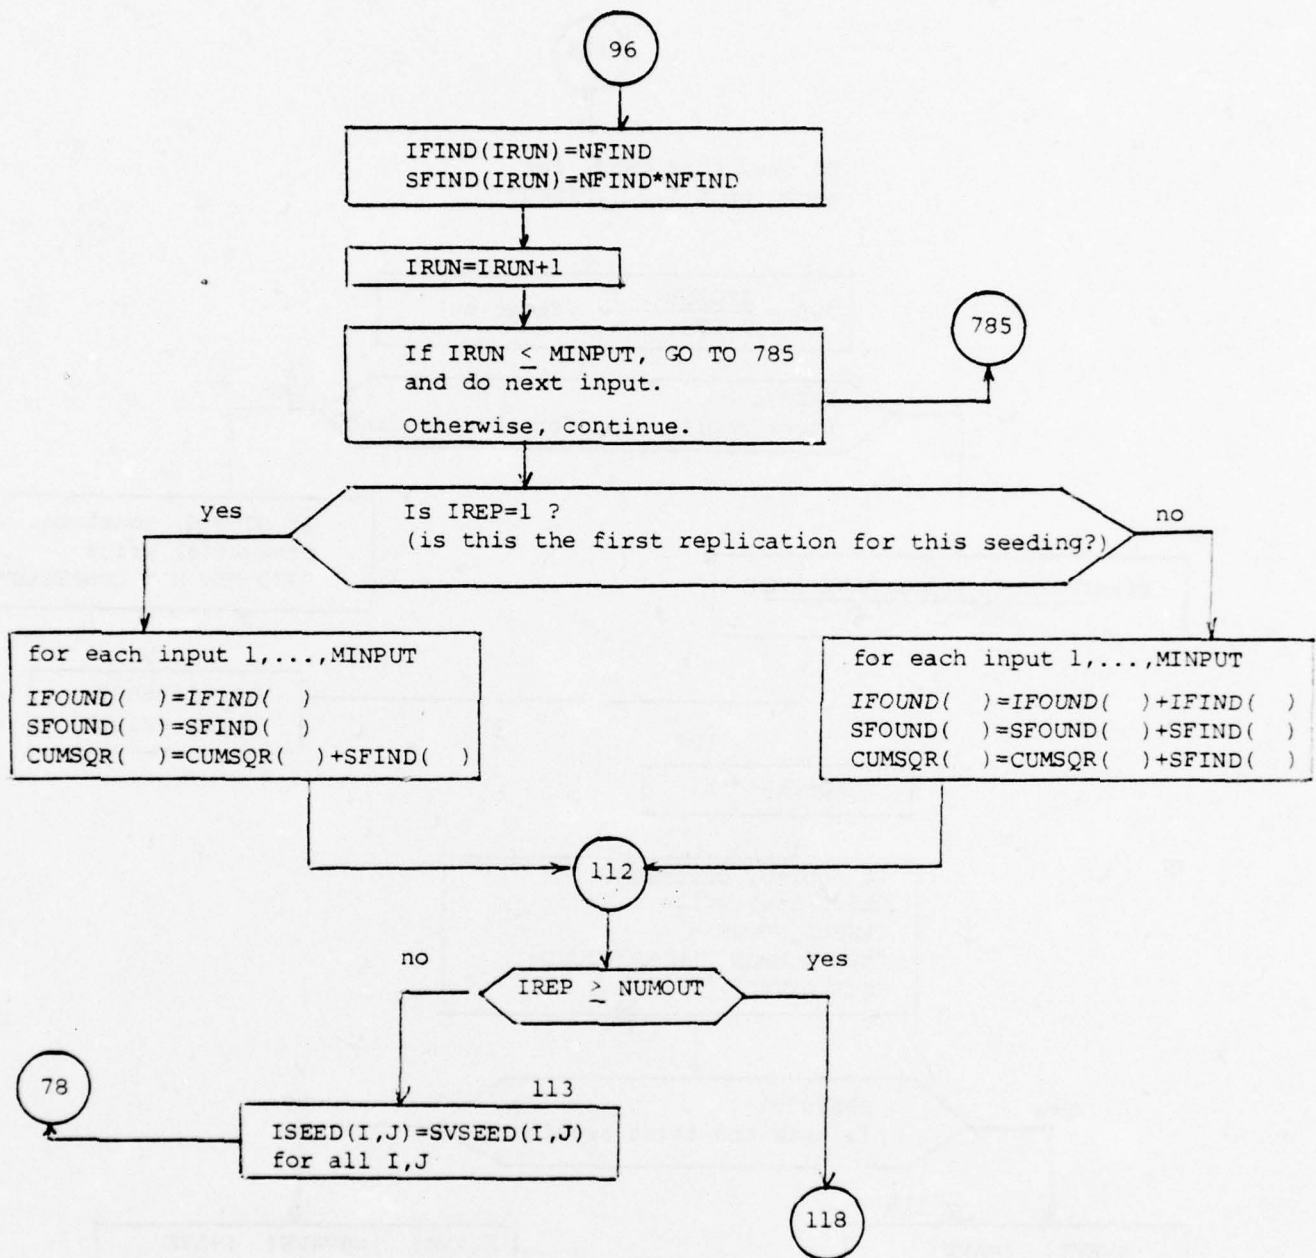 96
IFIND(IRUN)=NFIND
SFIND(IRUN)=NFIND*NFIND
IRUN=IRUN+1
785
If IRUN ≤ MINPUT, GO TO 785
and do next input.
Otherwise, continue.
yes
Is IREP=1 ?
(is this the first replication for this seeding?)
no
for each input 1,...,MINPUT
IFOUND( )=IFIND( )
SFOUND( )=SFIND( )
CUMSQR( )=CUMSQR( )+SFIND( )
for each input 1,...,MINPUT
IFOUND( )=IFOUND( )+IFIND( )
SFOUND( )=SFOUND( )+SFIND( )
CUMSQR( )=CUMSQR( )+SFIND( )
112
no
IREP ≥ NUMOUT
yes
78
113
ISEED(I,J)=SVSEED(I,J)
for all I,J
118